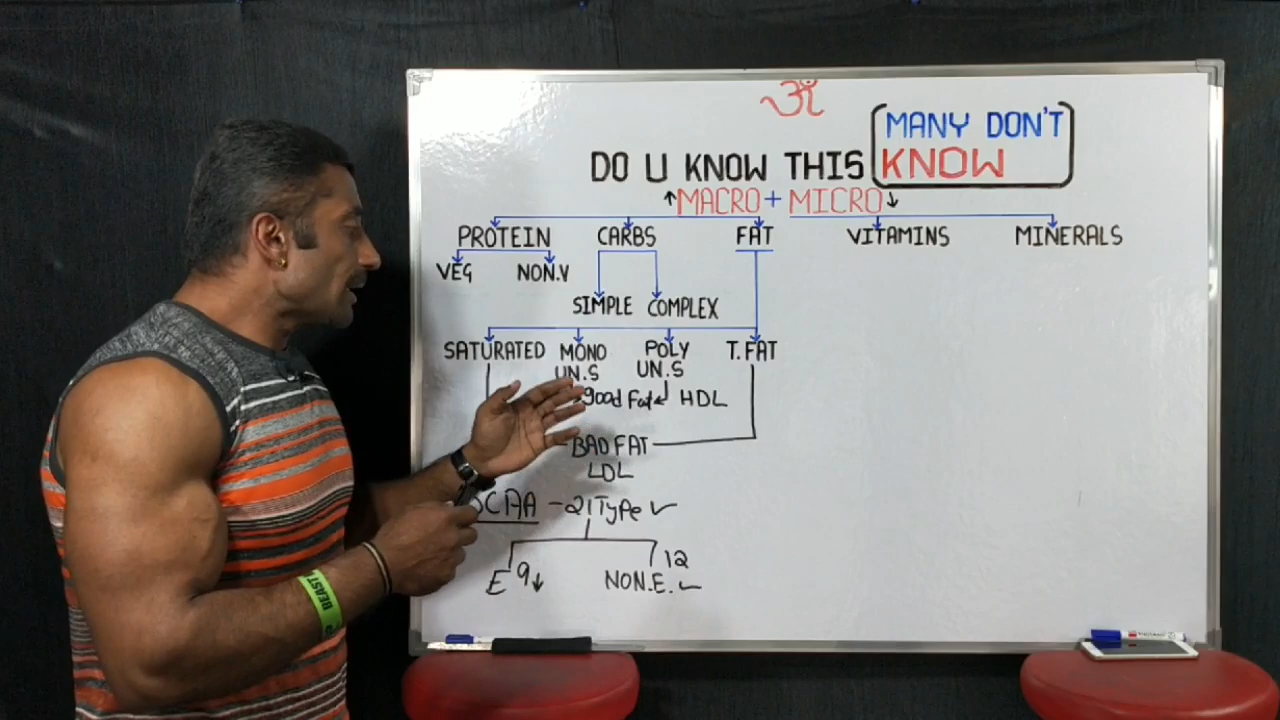 ॐ
MANY DON'T
DO U KNOW THIS KNOW
↑MACRO + MICRO↓
PROTEIN CARBS FAT VITAMINS MINERALS
VEG NON.V
SIMPLE COMPLEX
SATURATED MONO UN.S POLY UN.S T.FAT
good Fat HDL
BAD FAT
LDL
CAA - 21 Type ✓
E 9↓ NON.E. 12 ✓
BEAST